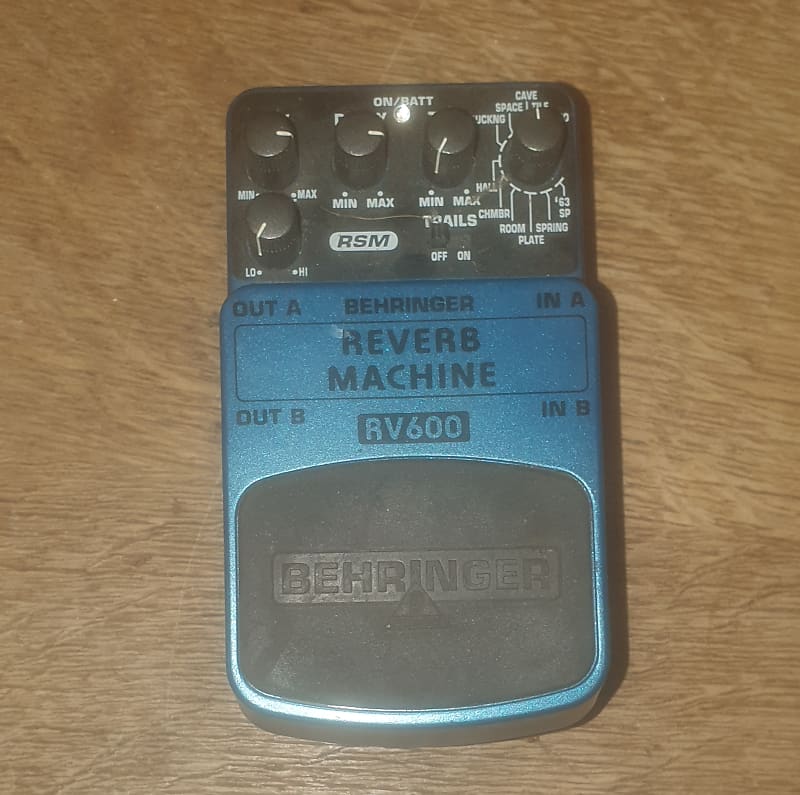 ON/BATT
CAVE
SPACE TILE
MIN MAX
MIN MAX
MIN MAX
HALL
CHMBR
ROOM
PLATE
SPRING
'63
SP
TRAILS
OFF ON
RSM
LO HI
OUT A BEHRINGER IN A
REVERB
MACHINE
OUT B IN B
RV600
BEHRINGER